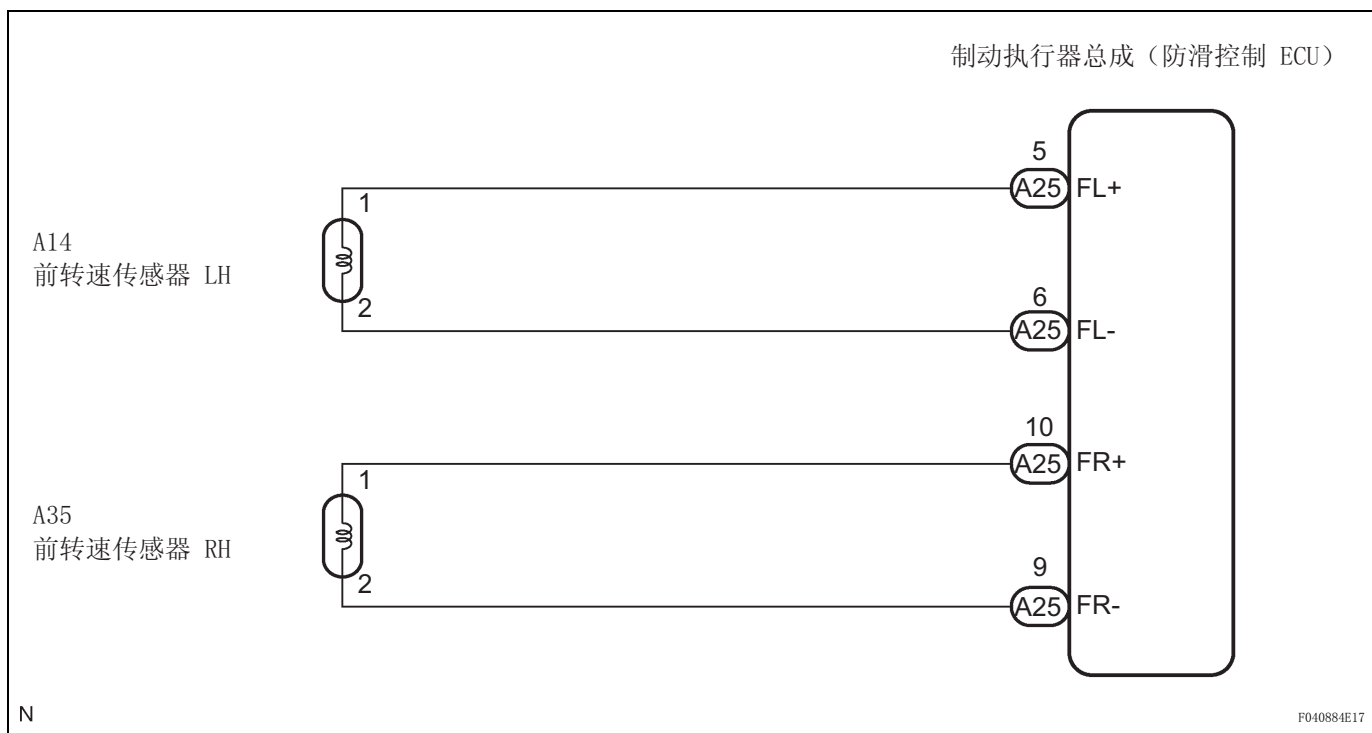 制动执行器总成（防滑控制 ECU）
5
1
A25 FL+
A14
前转速传感器 LH
6
2
A25 FL-
10
1
A25 FR+
A35
前转速传感器 RH
9
2
A25 FR-
N
F040884E17